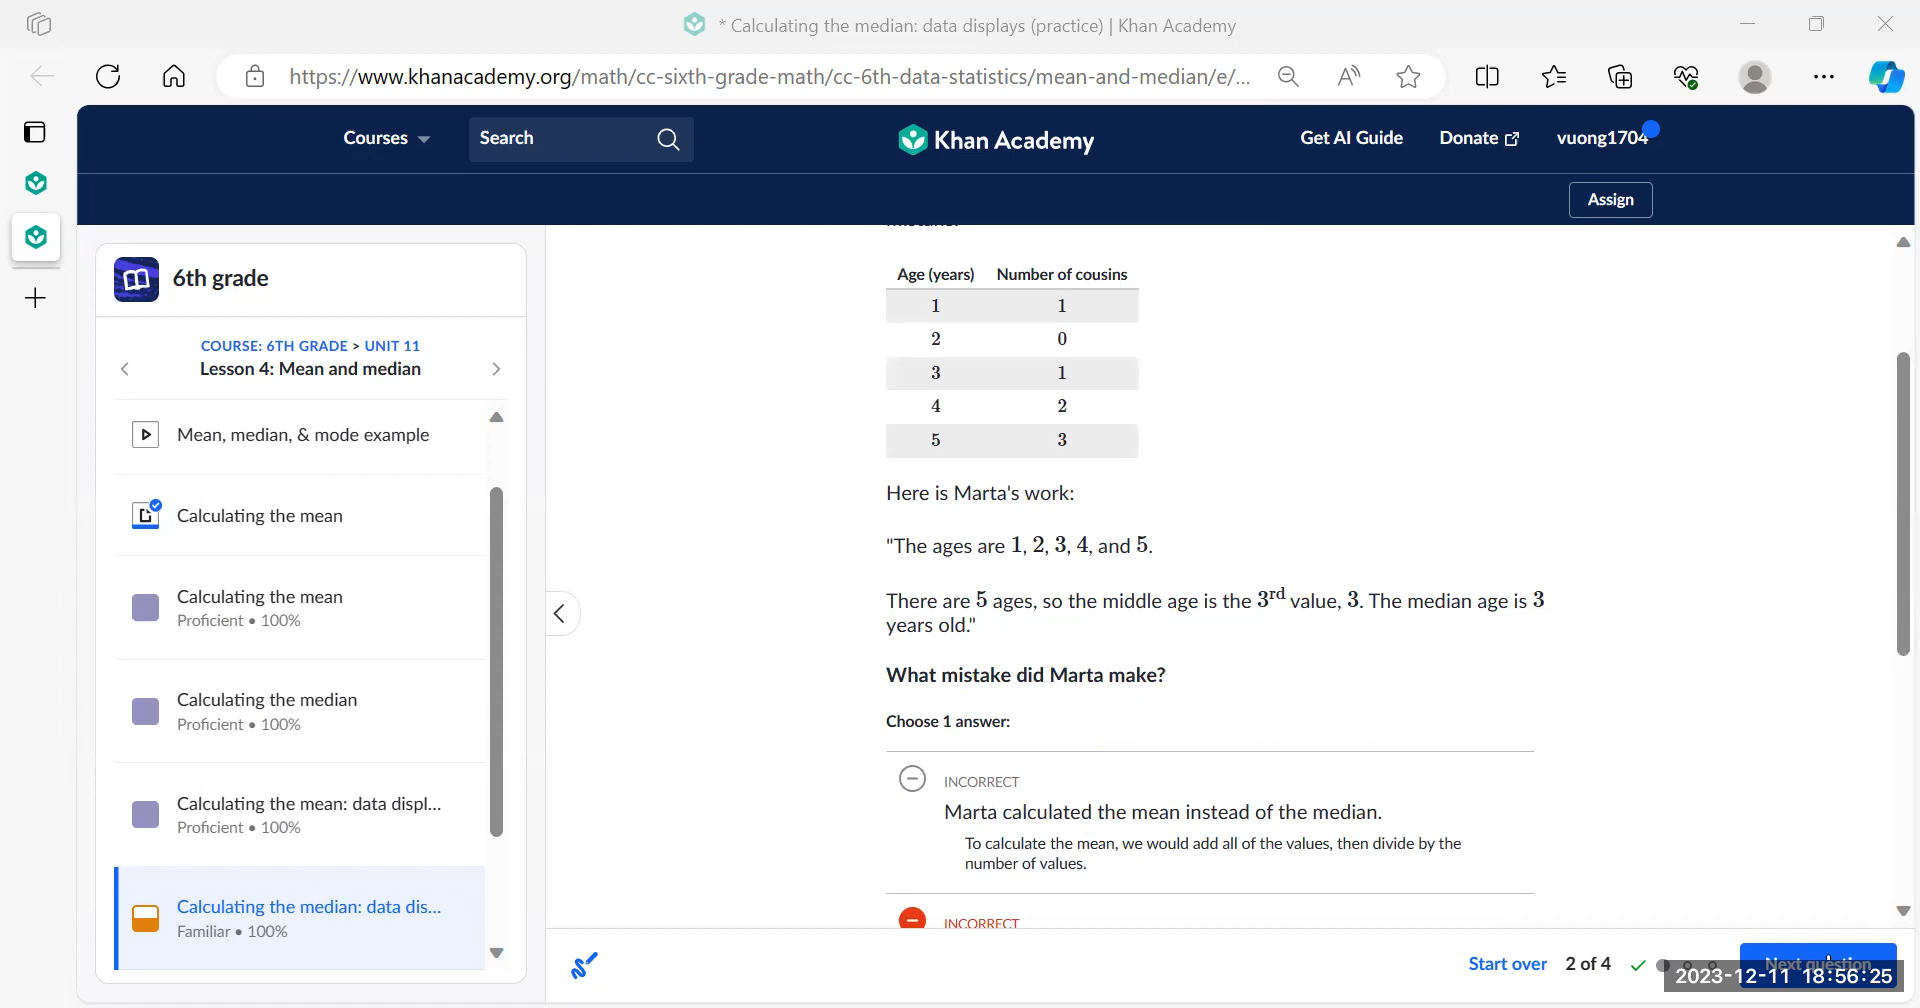 * Calculating the median: data displays (practice) | Khan Academy
https://www.khanacademy.org/math/cc-sixth-grade-math/cc-6th-data-statistics/mean-and-median/e/...
Courses
Search
Khan Academy
Get AI Guide
Donate
vuong1704
Assign
6th grade
COURSE: 6TH GRADE > UNIT 11
Lesson 4: Mean and median
Mean, median, & mode example
Calculating the mean
Calculating the mean
Proficient • 100%
Calculating the median
Proficient • 100%
Calculating the mean: data displ...
Proficient • 100%
Calculating the median: data dis...
Familiar • 100%
Age (years) Number of cousins
1 1
2 0
3 1
4 2
5 3
Here is Marta's work:
"The ages are 1, 2, 3, 4, and 5.
There are 5 ages, so the middle age is the 3rd value, 3. The median age is 3
years old."
What mistake did Marta make?
Choose 1 answer:
INCORRECT
Marta calculated the mean instead of the median.
To calculate the mean, we would add all of the values, then divide by the
number of values.
INCORRECT
Start over
2 of 4
Next question
2023-12-11 18:56:25